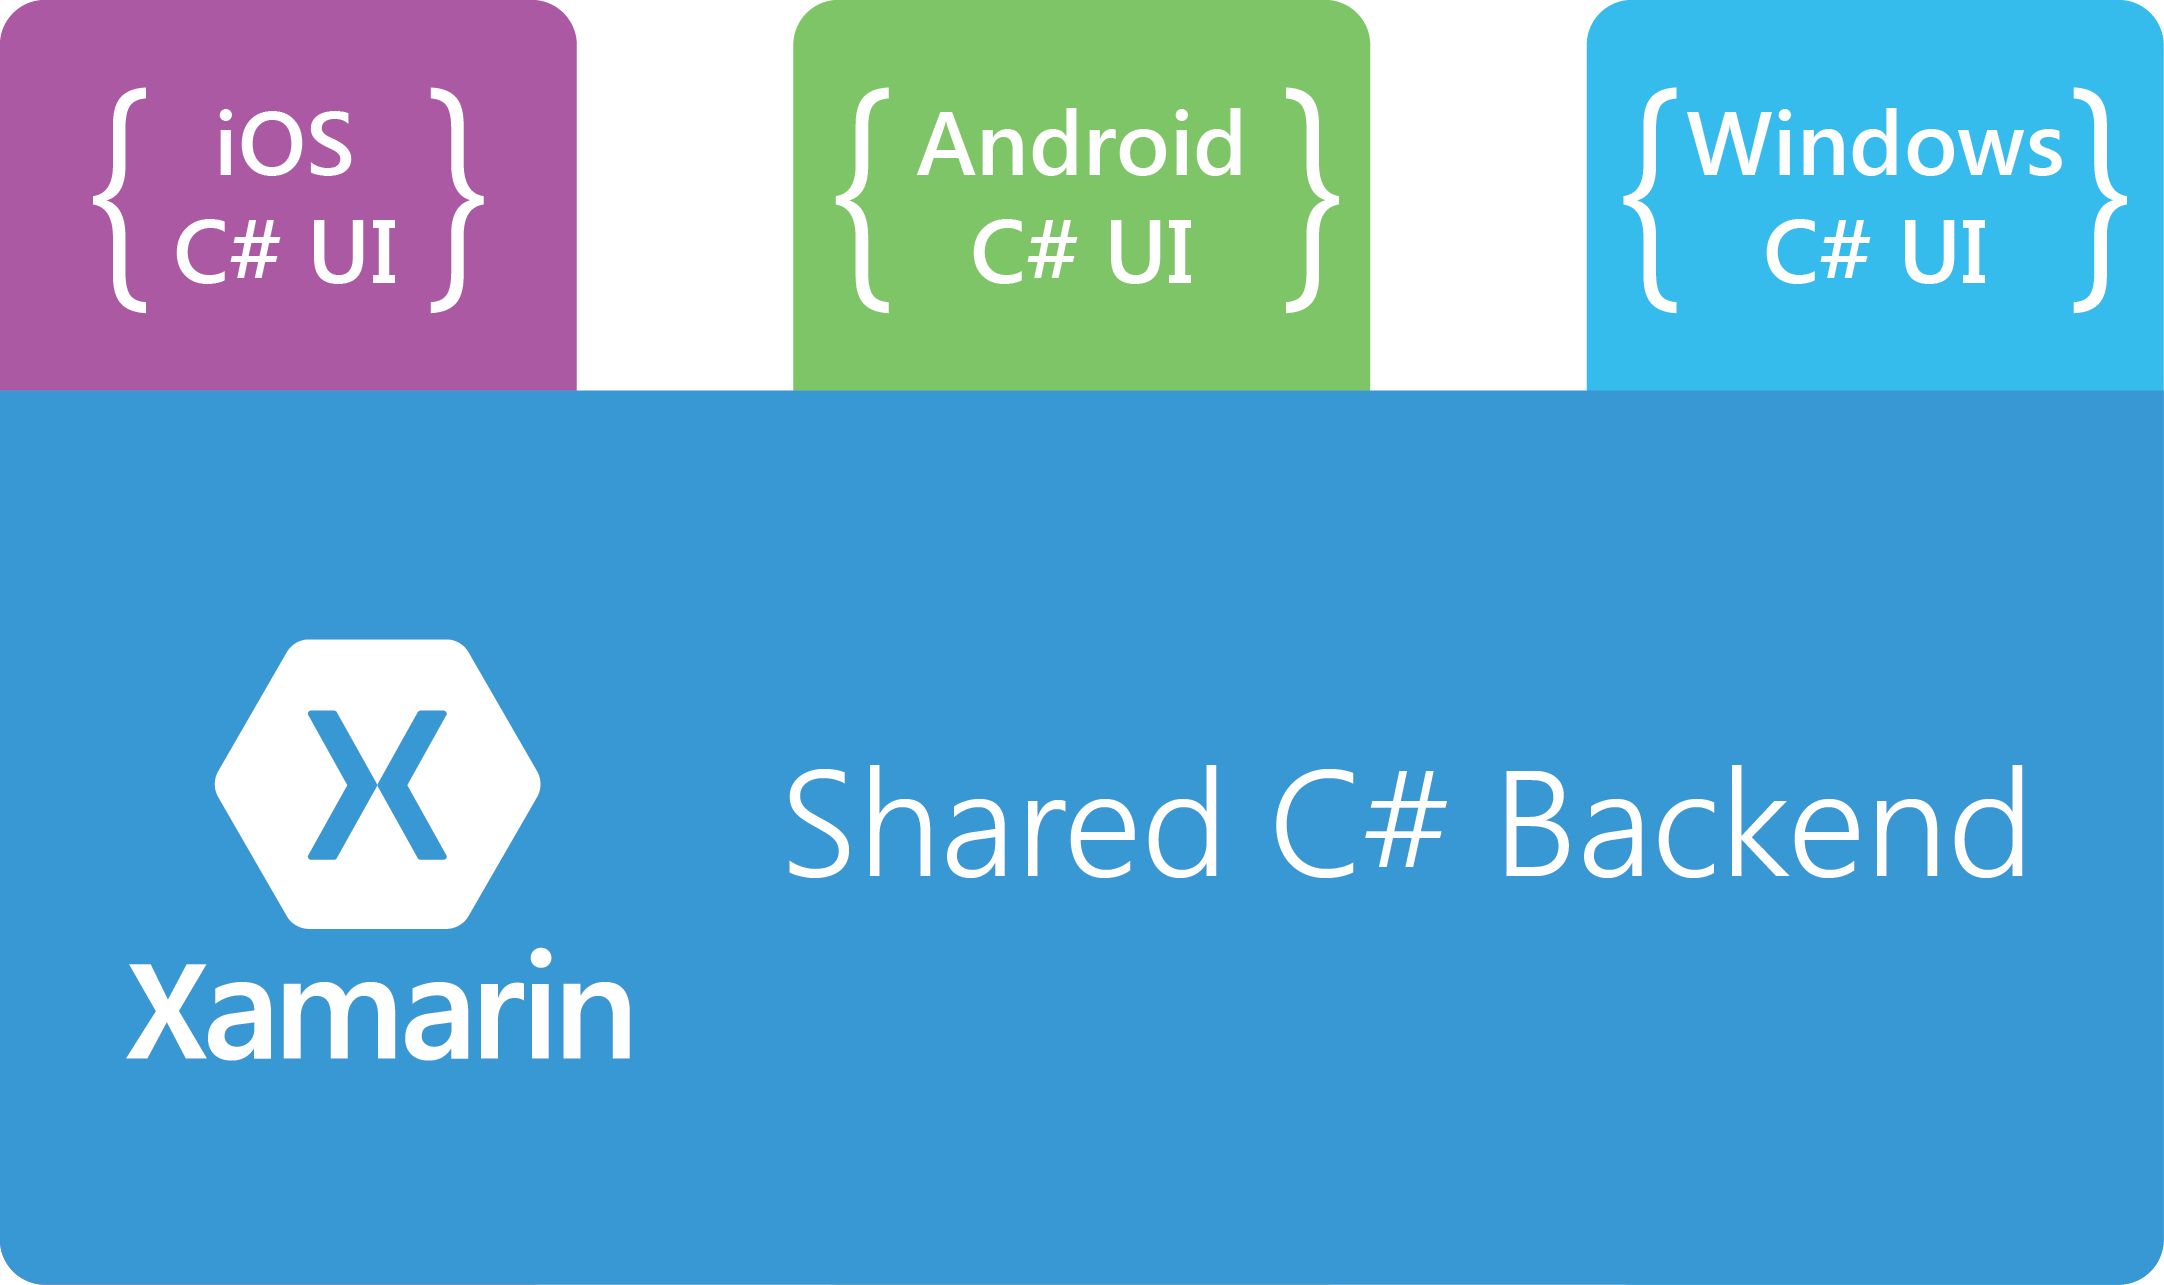 { iOS
C# UI }
{ Android
C# UI }
{ Windows
C# UI }
X
Xamarin
Shared C# Backend